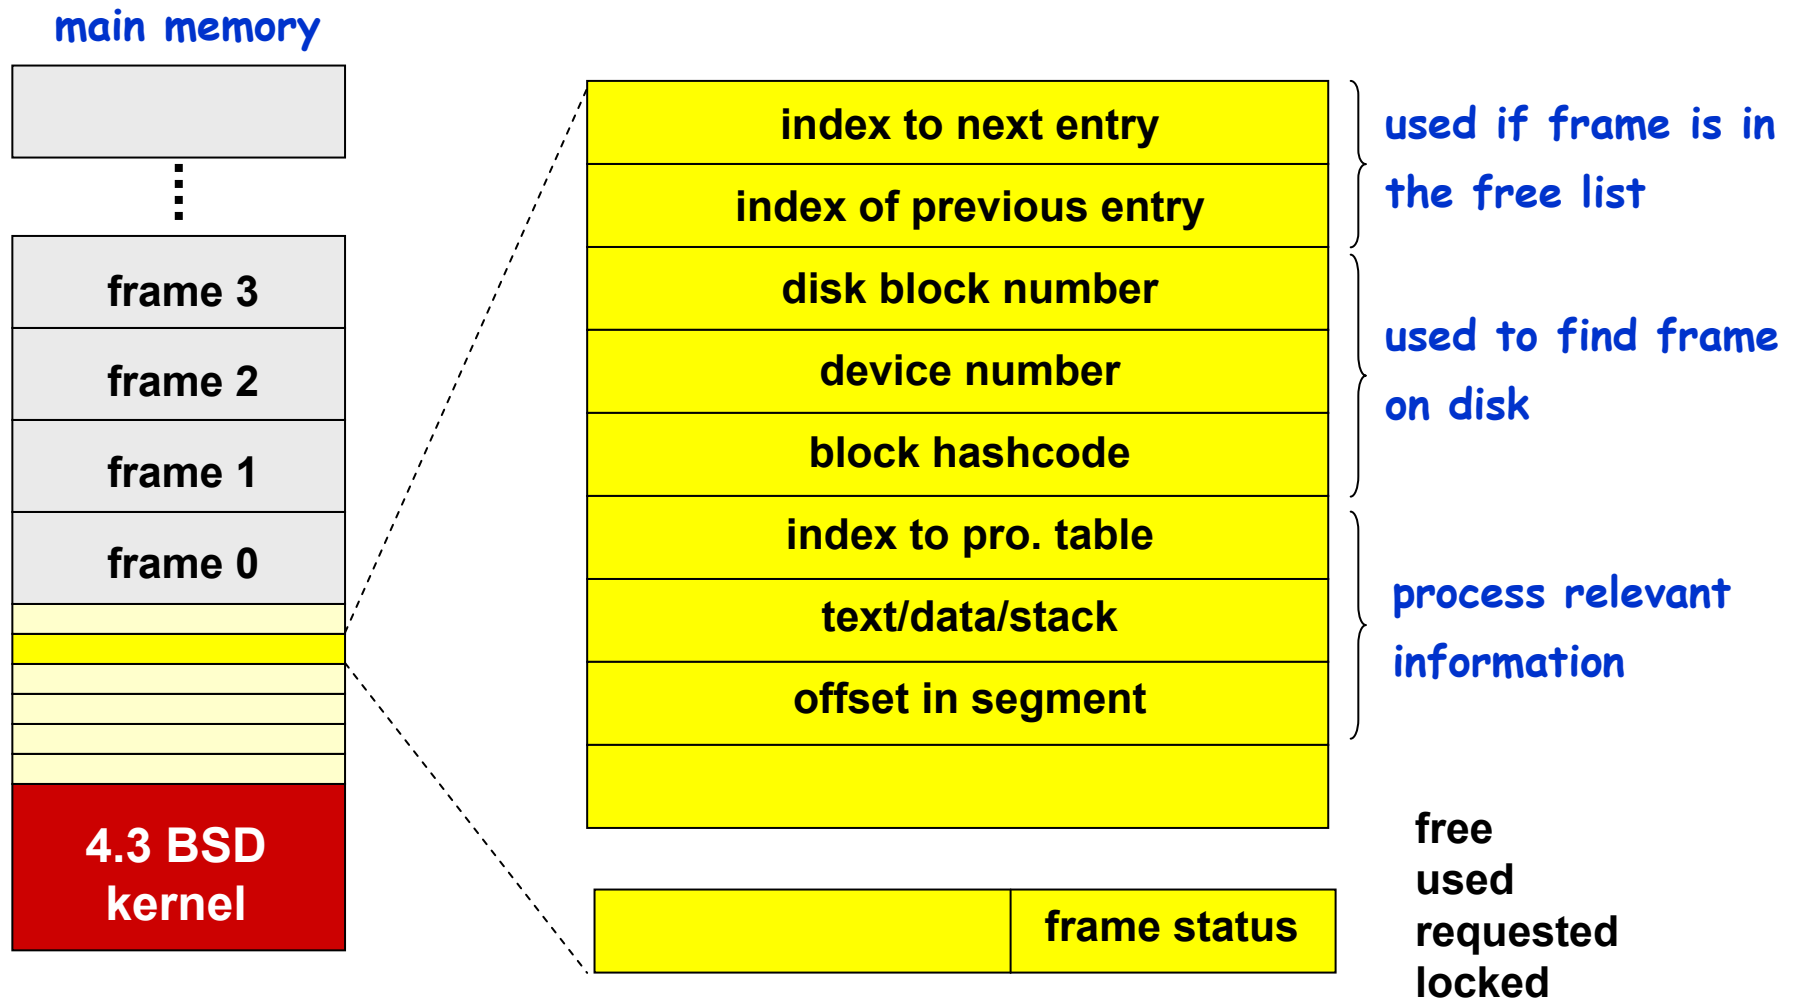 main memory
frame 3
frame 2
frame 1
frame 0
4.3 BSD
kernel
index to next entry
index of previous entry
disk block number
device number
block hashcode
index to pro. table
text/data/stack
offset in segment
frame status
used if frame is in
the free list
used to find frame
on disk
process relevant
information
free
used
requested
locked